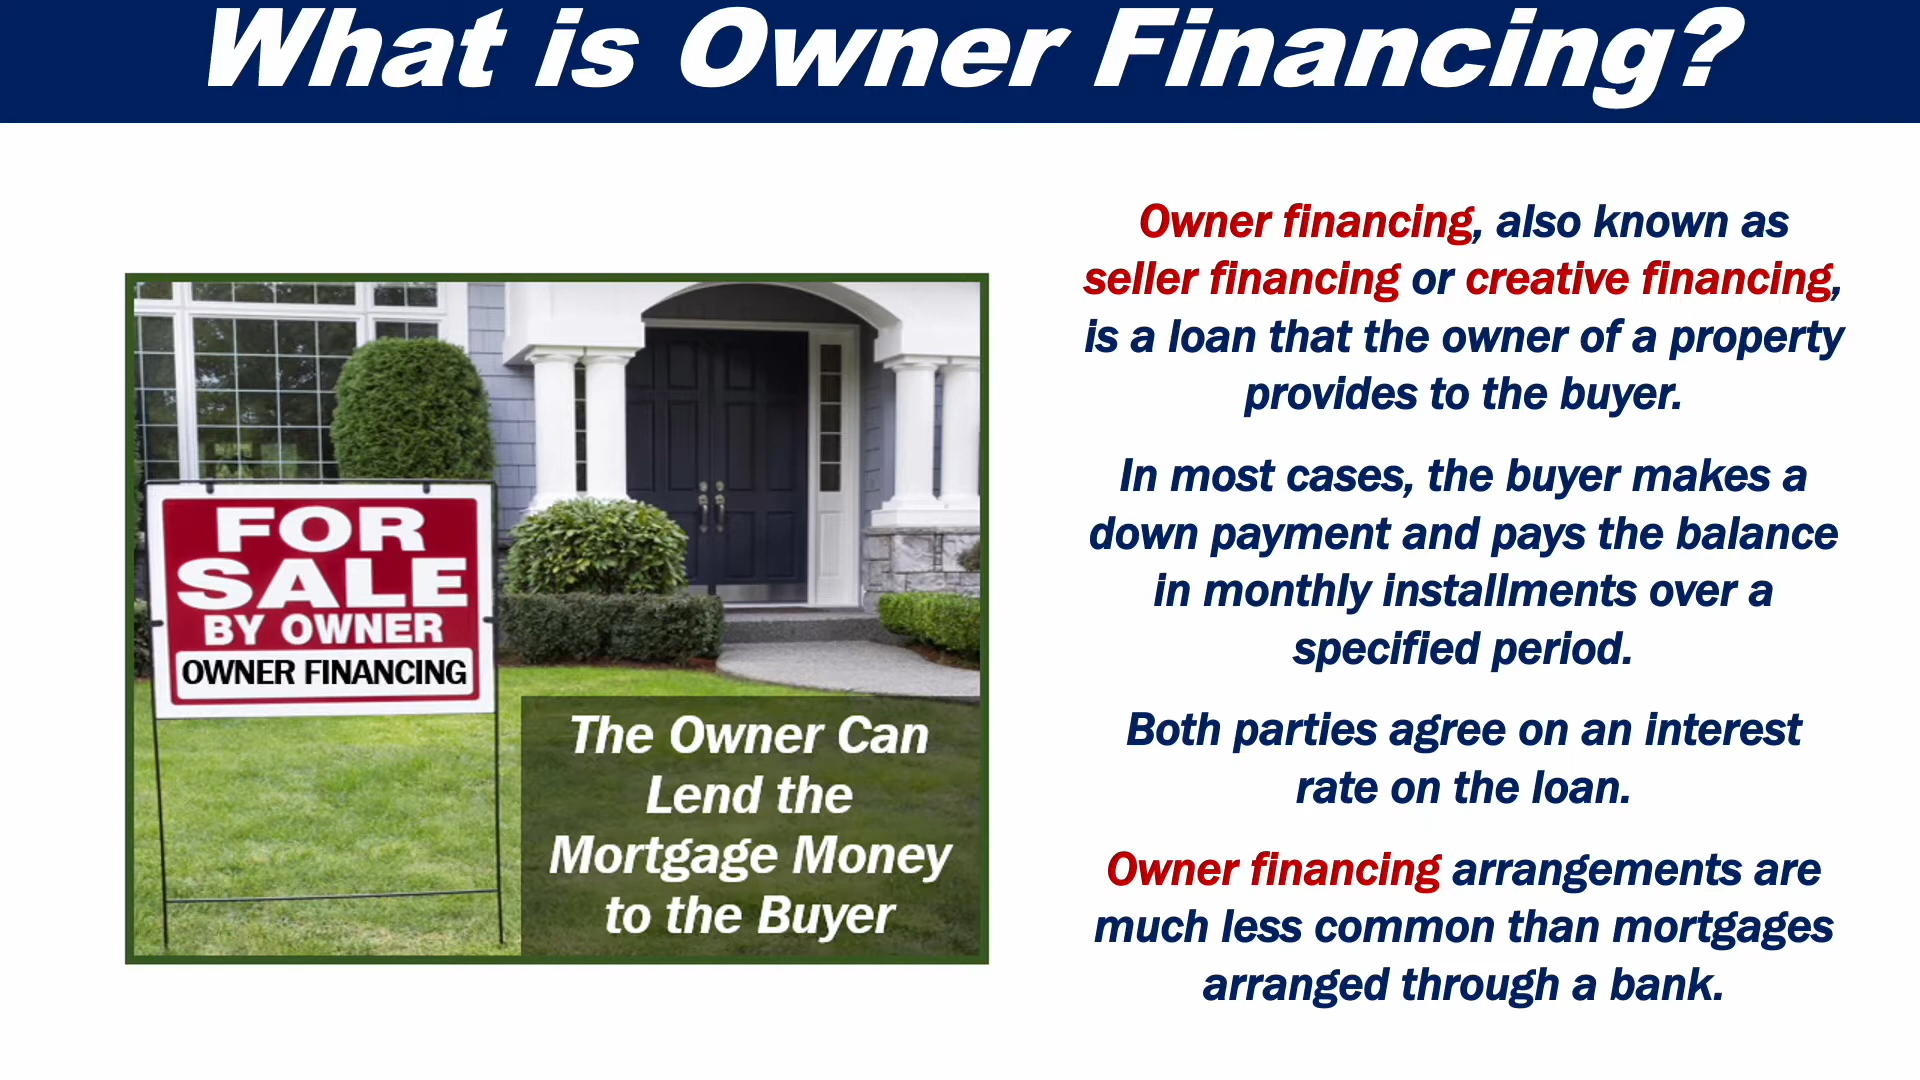 What is Owner Financing?
FOR
SALE
BY OWNER
OWNER FINANCING
The Owner Can
Lend the
Mortgage Money
to the Buyer
Owner financing, also known as
seller financing or creative financing,
is a loan that the owner of a property
provides to the buyer.
In most cases, the buyer makes a
down payment and pays the balance
in monthly installments over a
specified period.
Both parties agree on an interest
rate on the loan.
Owner financing arrangements are
much less common than mortgages
arranged through a bank.